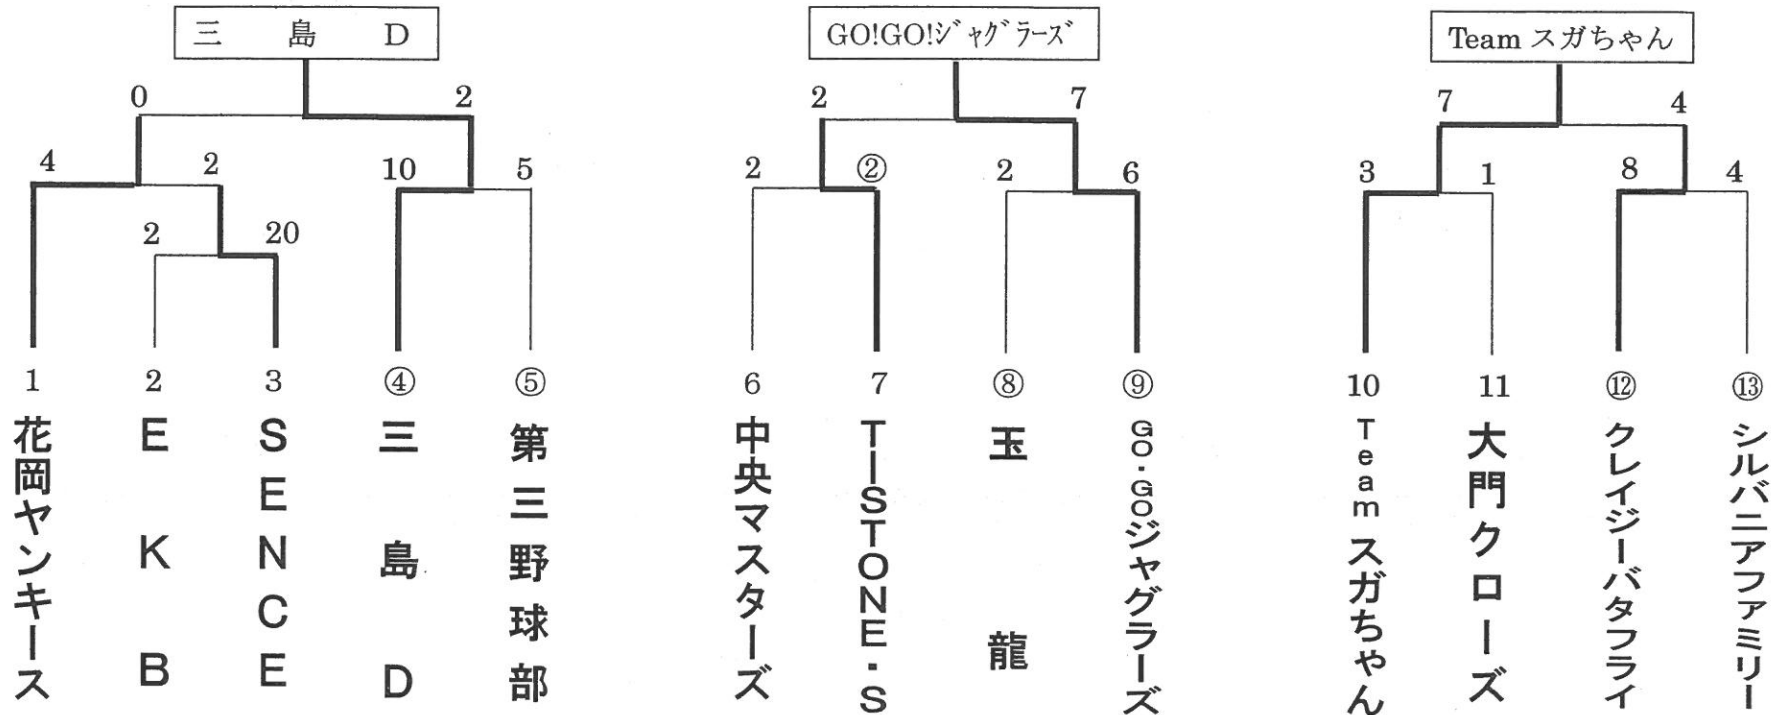 三 島 D
GO!GO!ジャグラーズ
Team スガちゃん
0 2
2 7
7 4
4 2 10 5
2 ② 2 6
3 1 8 4
2 20
1 2 3 ④ ⑤
6 7 ⑧ ⑨
10 11 ⑫ ⑬
花岡ヤンキース
EKB
SENCE
三島D
第三野球部
中央マスターズ
TISTONE・S
玉龍
GO・GOジャグラーズ
Teamスガちゃん
大門クローズ
クレイジーバタフライ
シルバニアファミリー